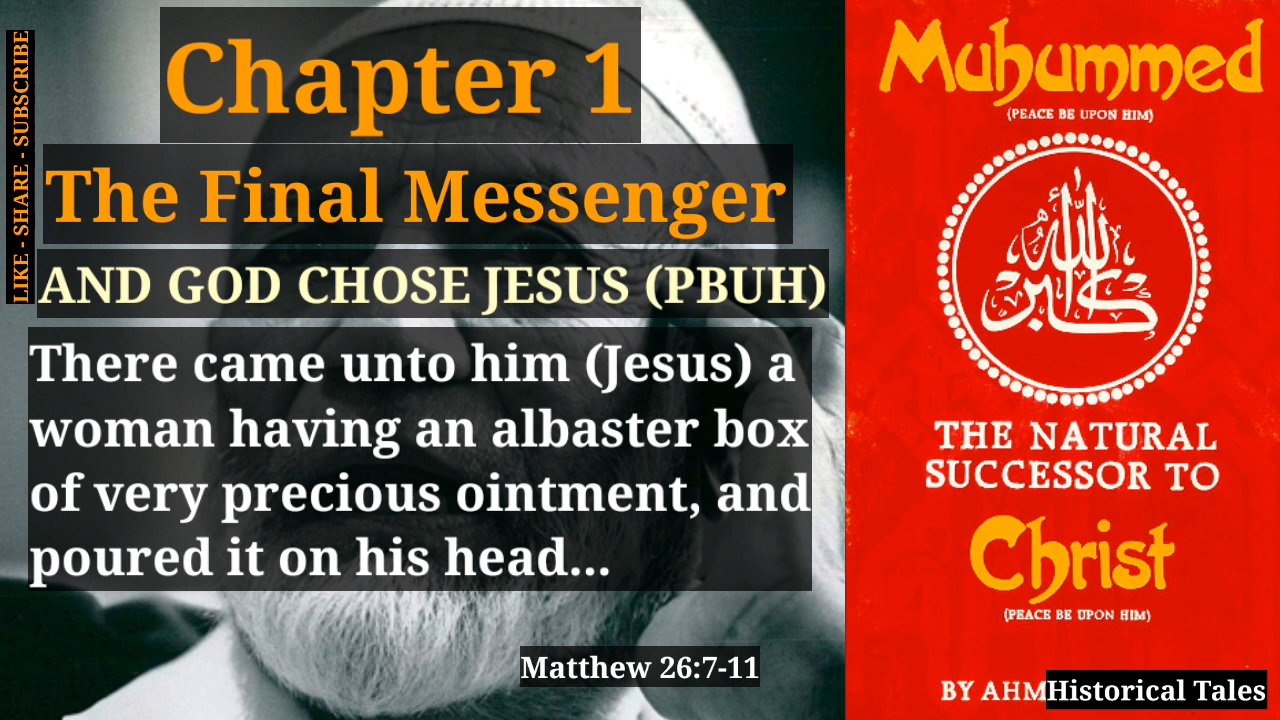 LIKE - SHARE - SUBSCRIBE
Chapter 1
The Final Messenger
AND GOD CHOSE JESUS (PBUH)
There came unto him (Jesus) a
woman having an albaster box
of very precious ointment, and
poured it on his head...
Matthew 26:7-11
Muhummed
(PEACE BE UPON HIM)
الله أكبر
THE NATURAL
SUCCESSOR TO
Christ
(PEACE BE UPON HIM)
BY AHM
Historical Tales